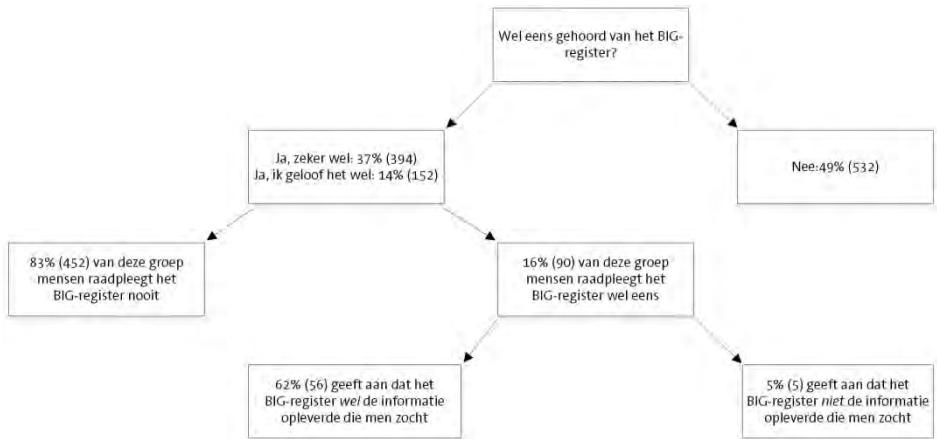 Wel eens gehoord van het BIG-
register?
Ja, zeker wel: 37% (394)
Ja, ik geloof het wel: 14% (152)
Nee:49% (532)
83% (452) van deze groep
mensen raadpleegt het
BIG-register nooit
16% (90) van deze groep
mensen raadpleegt het
BIG-register wel eens
62% (56) geeft aan dat het
BIG-register wel de informatie
opleverde die men zocht
5% (5) geeft aan dat het
BIG-register niet de informatie
opleverde die men zocht